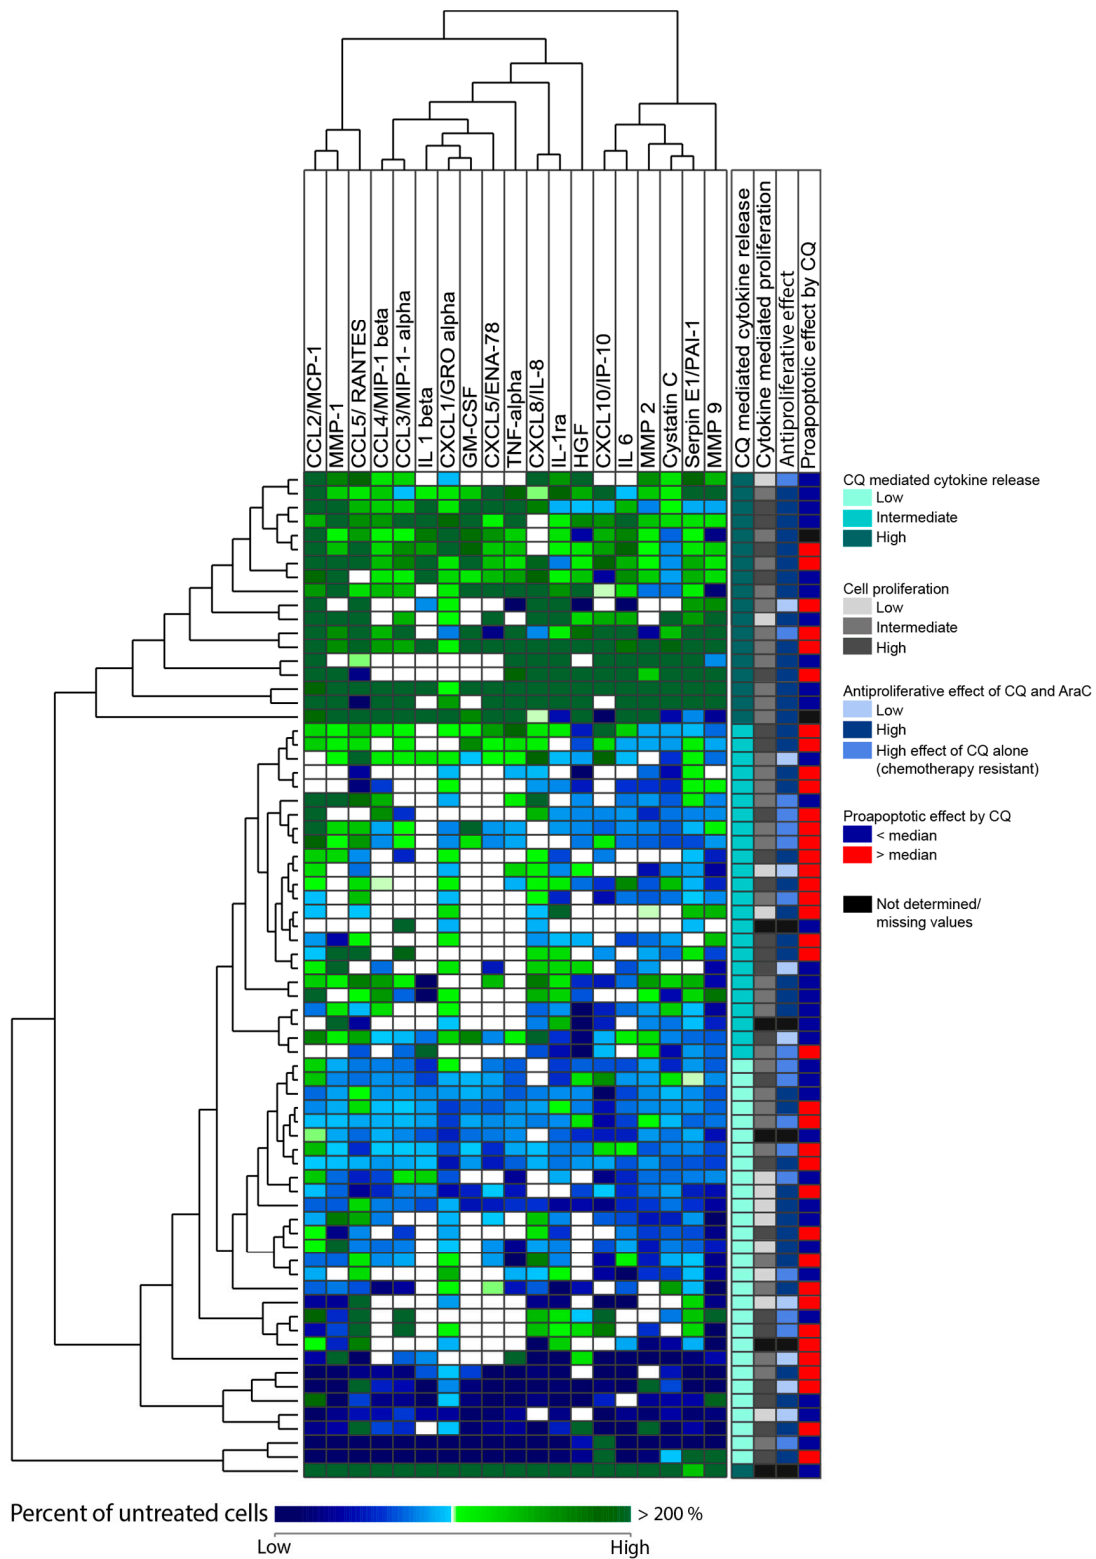 CCL2/MCP-1
MMP-1
CCL5/ RANTES
CCL4/MIP-1 beta
CCL3/MIP-1- alpha
IL 1 beta
CXCL1/GRO alpha
GM-CSF
CXCL5/ENA-78
TNF-alpha
CXCL8/IL-8
IL-1ra
HGF
CXCL10/IP-10
IL 6
MMP 2
Cystatin C
Serpin E1/PAI-1
MMP 9
CQ mediated cytokine release
Cytokine mediated proliferation
Antiproliferative effect
Proapoptotic effect by CQ
CQ mediated cytokine release
Low
Intermediate
High
Cell proliferation
Low
Intermediate
High
Antiproliferative effect of CQ and AraC
Low
High
High effect of CQ alone
(chemotherapy resistant)
Proapoptotic effect by CQ
< median
> median
Not determined/
missing values
Percent of untreated cells
> 200 %
Low
High